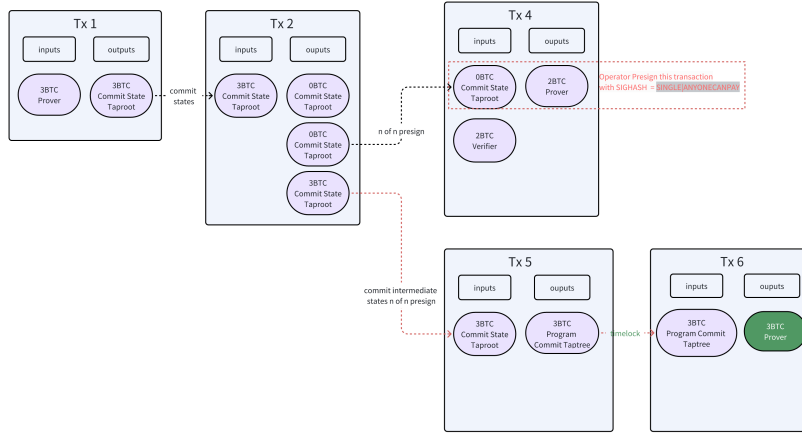 Tx 1
inputs
outputs
3BTC
Prover
3BTC
Commit State
Taproot
commit
states
Tx 2
inputs
ouputs
3BTC
Commit State
Taproot
0BTC
Commit State
Taproot
0BTC
Commit State
Taproot
3BTC
Commit State
Taproot
n of n presign
Tx 4
inputs
ouputs
0BTC
Commit State
Taproot
2BTC
Prover
2BTC
Verifier
Operator Presign this transaction
with SIGHASH = SINGLE|ANYONECANPAY
commit intermediate
states n of n presign
Tx 5
inputs
ouputs
3BTC
Commit State
Taproot
3BTC
Program
Commit Taptree
timelock
Tx 6
inputs
ouputs
3BTC
Program Commit
Taptree
3BTC
Prover